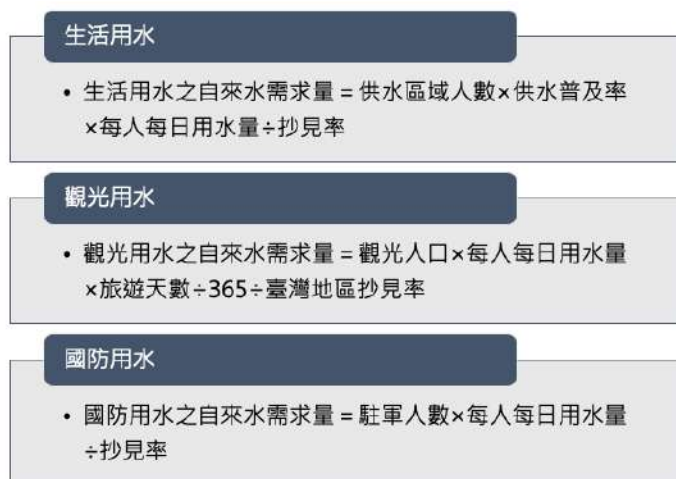 生活用水
• 生活用水之自來水需求量 = 供水區域人數×供水普及率
×每人每日用水量÷抄見率
觀光用水
• 觀光用水之自來水需求量 = 觀光人口×每人每日用水量
×旅遊天數÷365÷臺灣地區抄見率
國防用水
• 國防用水之自來水需求量 = 駐軍人數×每人每日用水量
÷抄見率